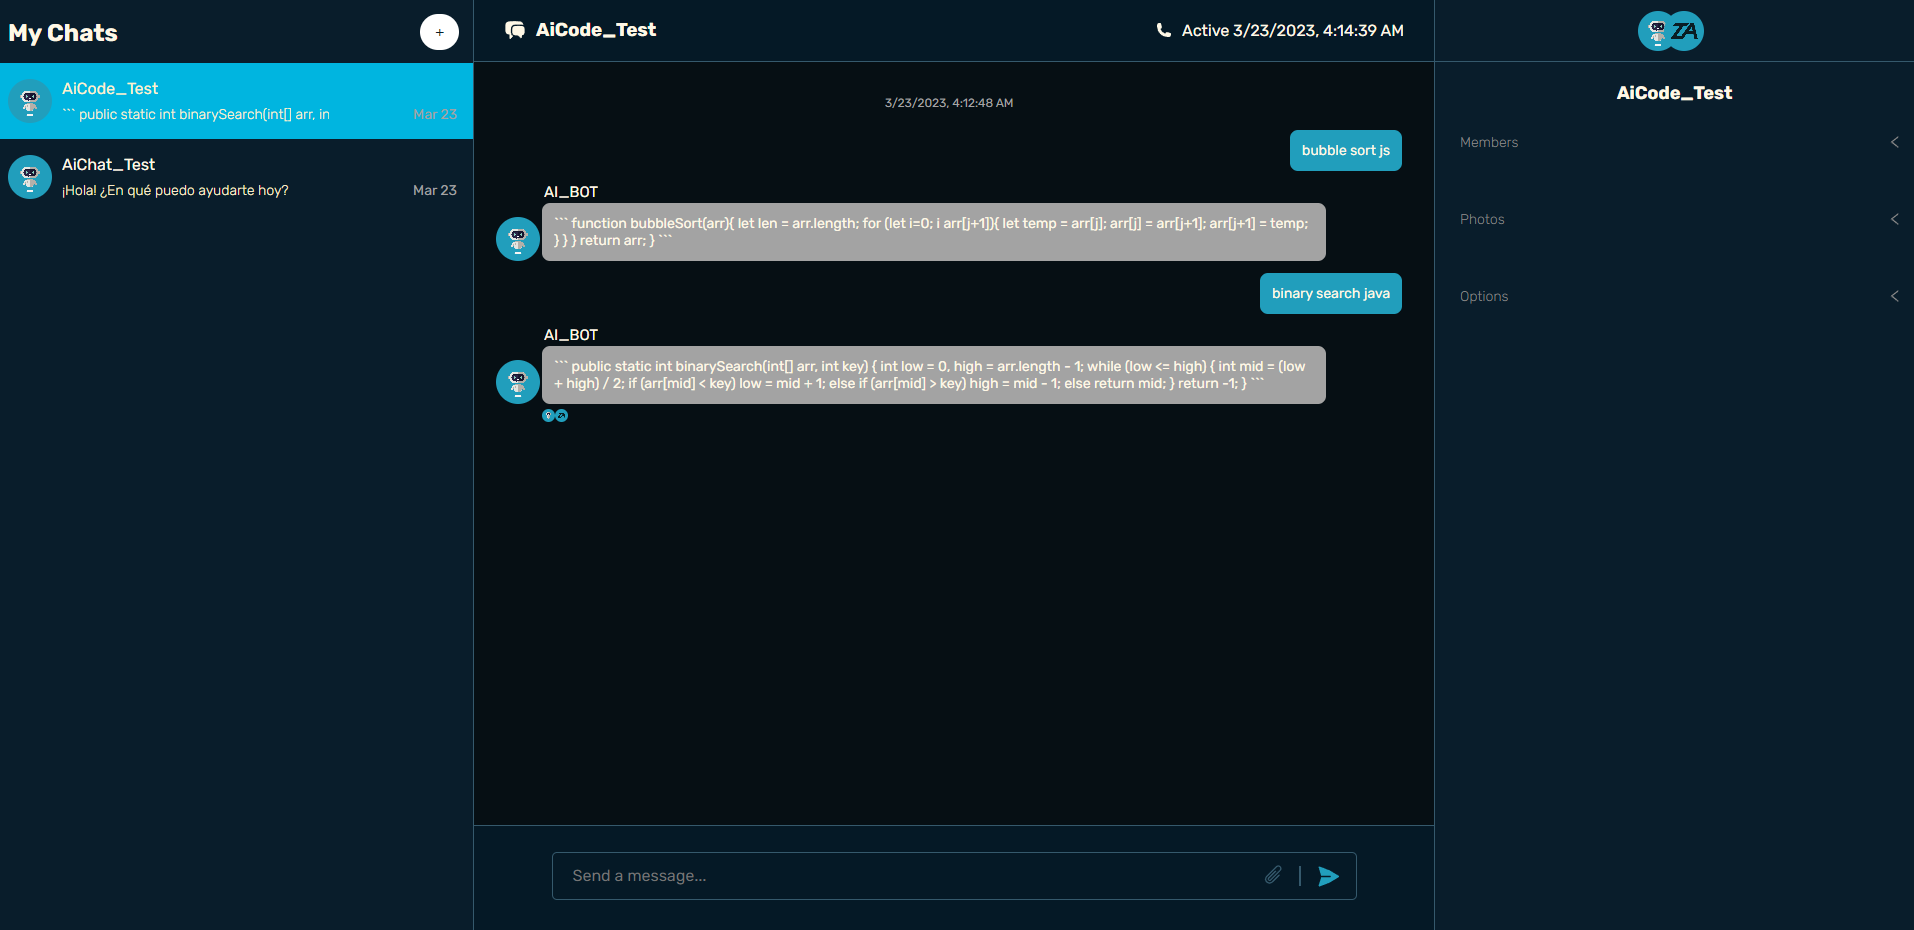 My Chats
+
AiCode_Test
``` public static int binarySearch(int[] arr, in
Mar 23
AiChat_Test
¡Hola! ¿En qué puedo ayudarte hoy?
Mar 23
AiCode_Test
Active 3/23/2023, 4:14:39 AM
3/23/2023, 4:12:48 AM
bubble sort js
AI_BOT
``` function bubbleSort(arr){ let len = arr.length; for (let i=0; i arr[j+1]){ let temp = arr[j]; arr[j] = arr[j+1]; arr[j+1] = temp;
} } } return arr; } ```
binary search java
AI_BOT
``` public static int binarySearch(int[] arr, int key) { int low = 0, high = arr.length - 1; while (low <= high) { int mid = (low
+ high) / 2; if (arr[mid] < key) low = mid + 1; else if (arr[mid] > key) high = mid - 1; else return mid; } return -1; } ```
Send a message...
ZA
AiCode_Test
Members
Photos
Options